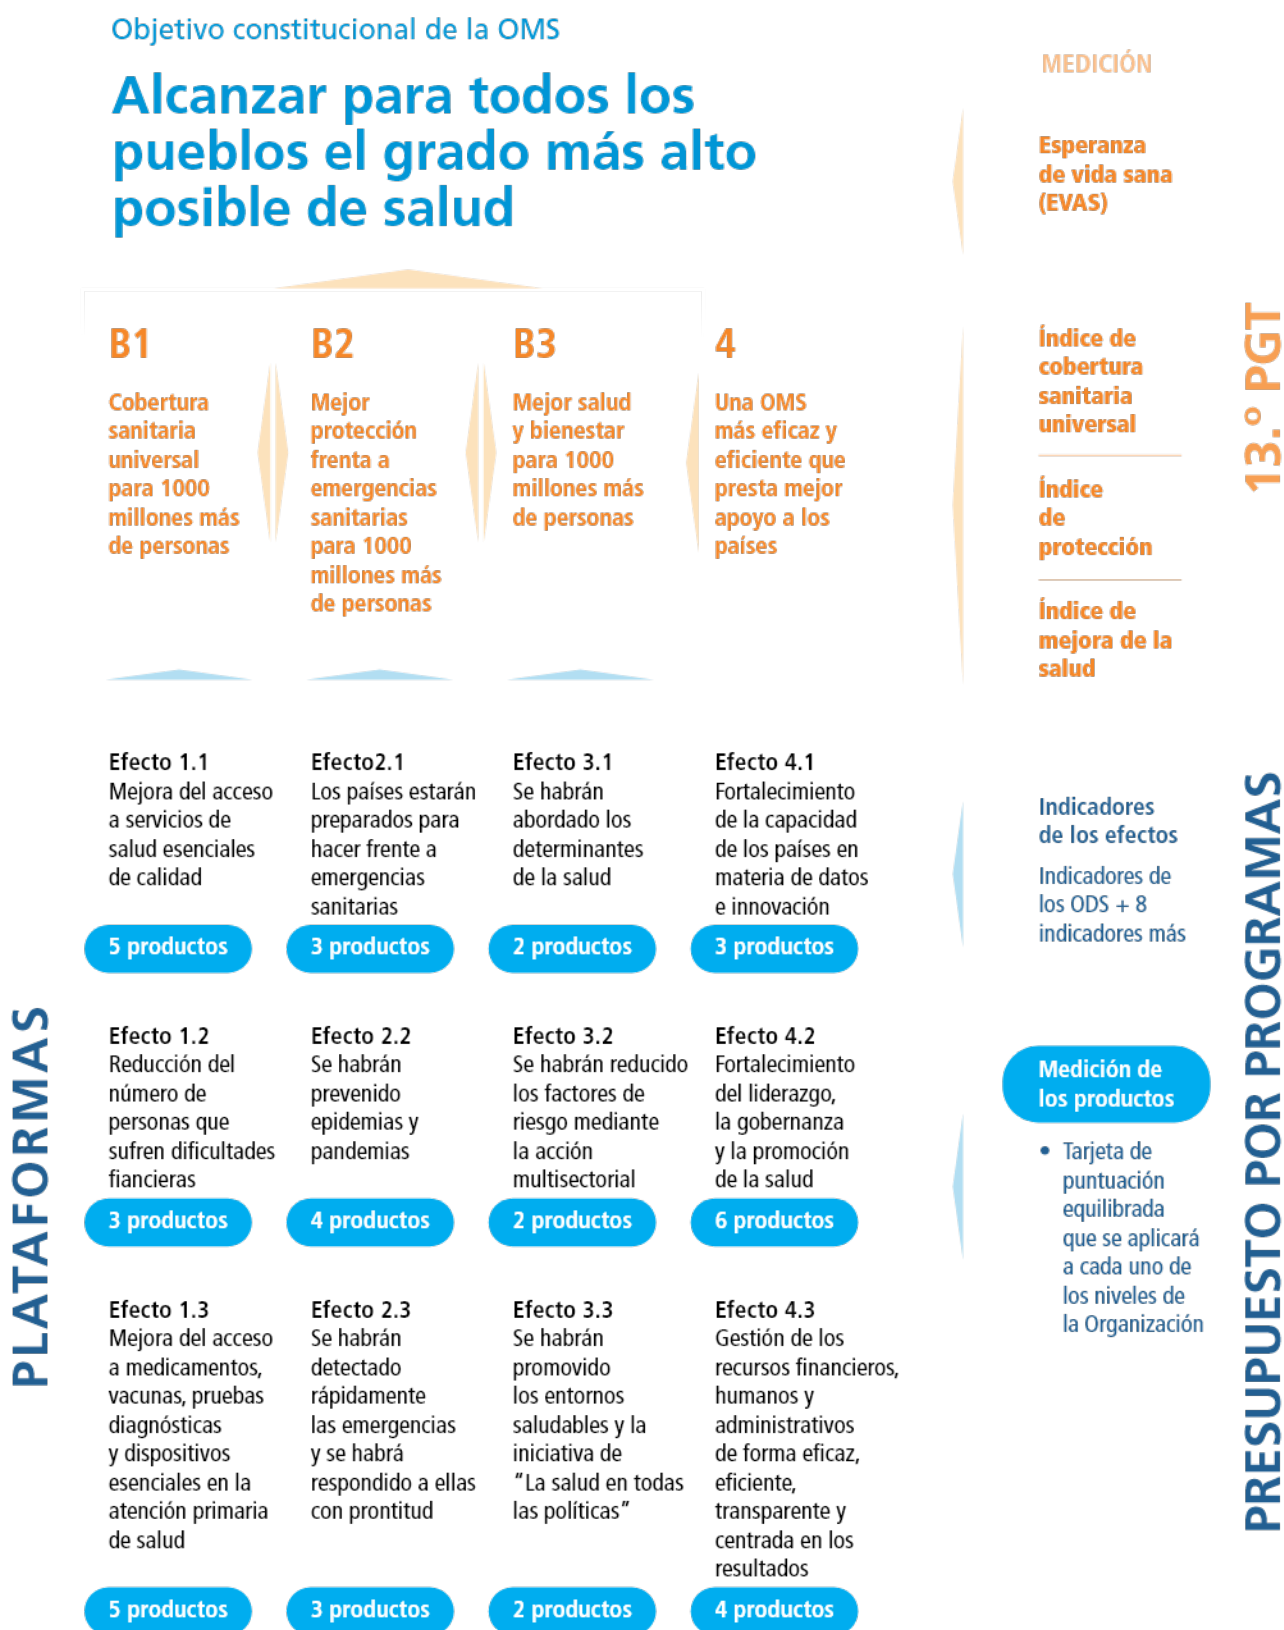 Objetivo constitucional de la OMS
Alcanzar para todos los
pueblos el grado más alto
posible de salud
MEDICIÓN
Esperanza
de vida sana
(EVAS)
B1
Cobertura
sanitaria
universal
para 1000
millones más
de personas
B2
Mejor
protección
frente a
emergencias
sanitarias
para 1000
millones más
de personas
B3
Mejor salud
y bienestar
para 1000
millones más
de personas
4
Una OMS
más eficaz y
eficiente que
presta mejor
apoyo a los
países
Índice de
cobertura
sanitaria
universal
Índice
de
protección
Índice de
mejora de la
salud
13.º PGT
Efecto 1.1
Mejora del acceso
a servicios de
salud esenciales
de calidad
5 productos
Efecto2.1
Los países estarán
preparados para
hacer frente a
emergencias
sanitarias
3 productos
Efecto 3.1
Se habrán
abordado los
determinantes
de la salud
2 productos
Efecto 4.1
Fortalecimiento
de la capacidad
de los países en
materia de datos
e innovación
3 productos
Indicadores
de los efectos
Indicadores de
los ODS + 8
indicadores más
Efecto 1.2
Reducción del
número de
personas que
sufren dificultades
fiancieras
3 productos
Efecto 2.2
Se habrán
prevenido
epidemias y
pandemias
4 productos
Efecto 3.2
Se habrán reducido
los factores de
riesgo mediante
la acción
multisectorial
2 productos
Efecto 4.2
Fortalecimiento
del liderazgo,
la gobernanza
y la promoción
de la salud
6 productos
Medición de
los productos
• Tarjeta de
puntuación
equilibrada
que se aplicará
a cada uno de
los niveles de
la Organización
Efecto 1.3
Mejora del acceso
a medicamentos,
vacunas, pruebas
diagnósticas
y dispositivos
esenciales en la
atención primaria
de salud
5 productos
Efecto 2.3
Se habrán
detectado
rápidamente
las emergencias
y se habrá
respondido a ellas
con prontitud
3 productos
Efecto 3.3
Se habrán
promovido
los entornos
saludables y la
iniciativa de
“La salud en todas
las políticas”
2 productos
Efecto 4.3
Gestión de los
recursos financieros,
humanos y
administrativos
de forma eficaz,
eficiente,
transparente y
centrada en los
resultados
4 productos
PLATAFORMAS
PRESUPUESTO POR PROGRAMAS